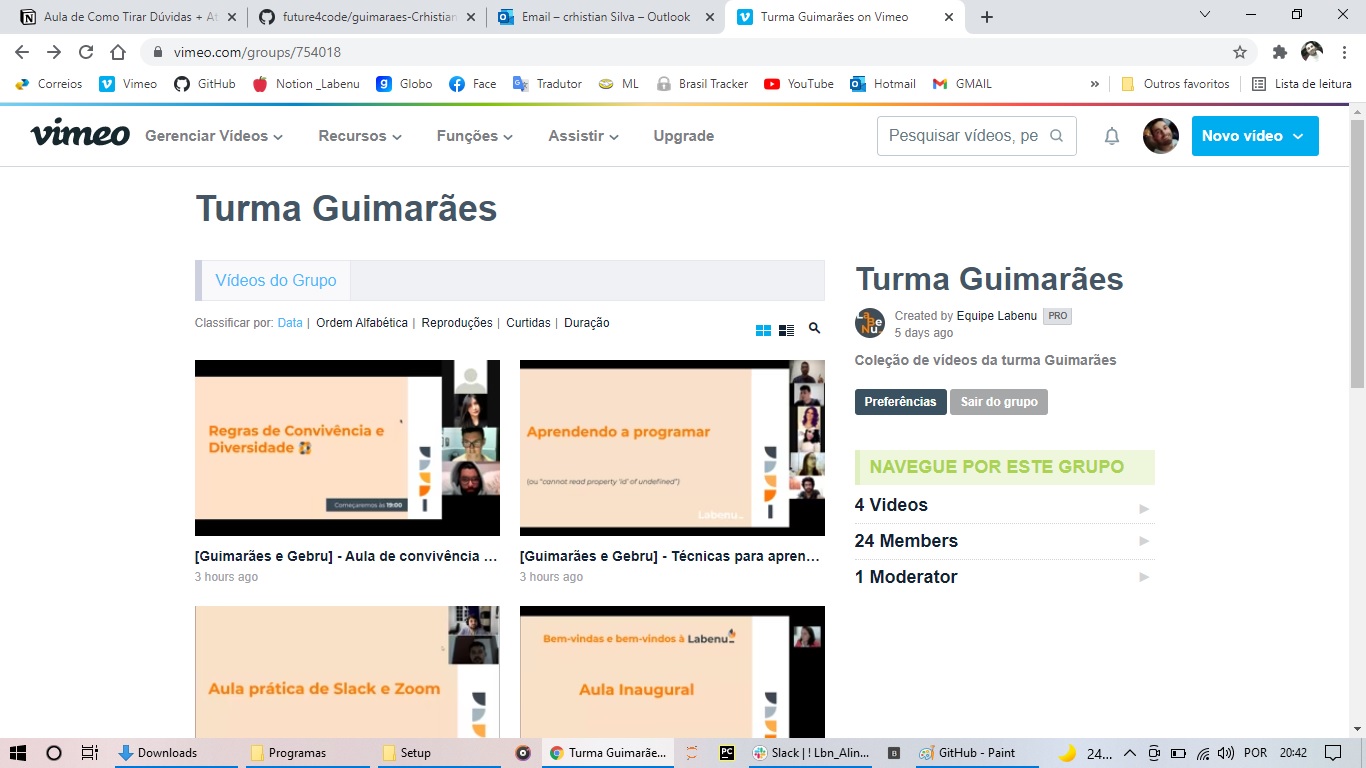 Aula de Como Tirar Dúvidas + At
future4code/guimaraes-Crhistian
Email – crhistian Silva – Outlook
Turma Guimarães on Vimeo
vimeo.com/groups/754018
Correios Vimeo GitHub Notion _Labenu Globo Face Tradutor ML Brasil Tracker YouTube Hotmail GMAIL » Outros favoritos Lista de leitura
vimeo Gerenciar Vídeos Recursos Funções Assistir Upgrade Pesquisar vídeos, pe Novo vídeo
Turma Guimarães
Vídeos do Grupo
Classificar por: Data | Ordem Alfabética | Reproduções | Curtidas | Duração
Regras de Convivência e
Diversidade
Começaremos às 19:00
Aprendendo a programar
(ou "cannot read property 'id' of undefined")
Labenu_
[Guimarães e Gebru] - Aula de convivência ...
3 hours ago
[Guimarães e Gebru] - Técnicas para apren...
3 hours ago
Aula prática de Slack e Zoom
Bem-vindas e bem-vindos à Labenu_
Aula Inaugural
Turma Guimarães
LaBeNu_
Created by Equipe Labenu PRO
5 days ago
Coleção de vídeos da turma Guimarães
Preferências Sair do grupo
NAVEGUE POR ESTE GRUPO
4 Videos
24 Members
1 Moderator
Downloads Programas Setup Turma Guimarãe... PC Slack | ! Lbn_Alin... B GitHub - Paint 24... POR 20:42